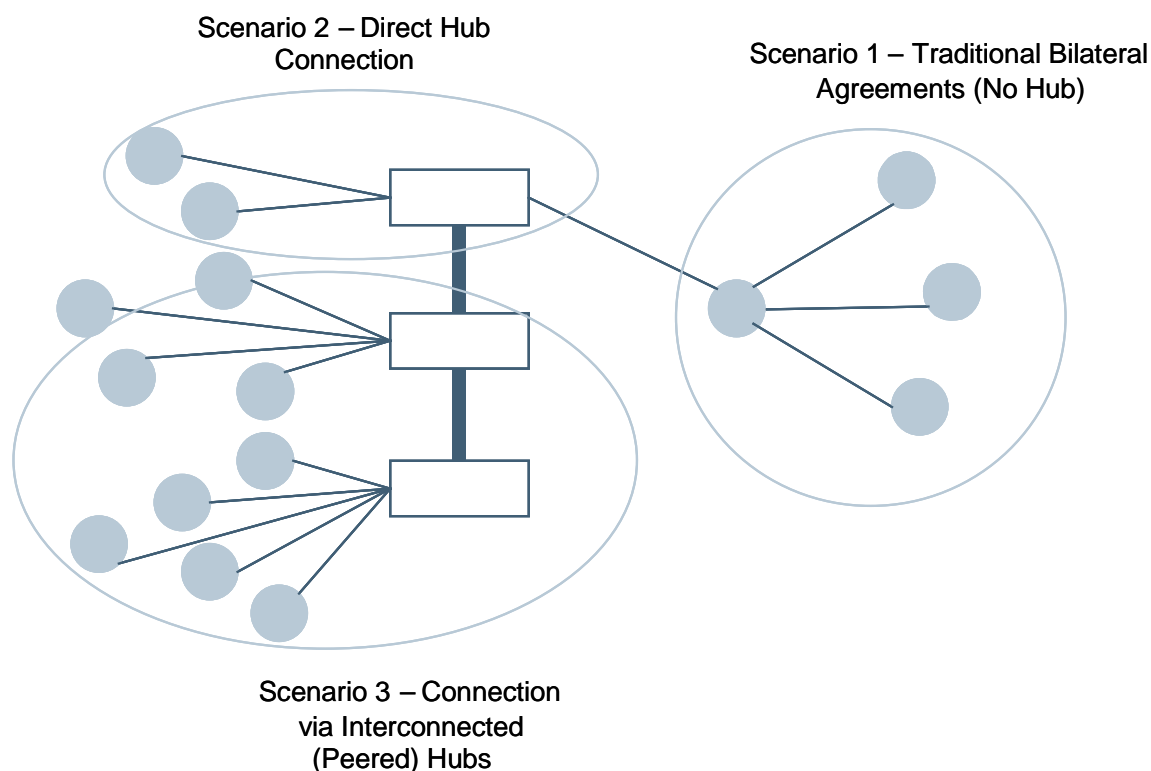 Scenario 2 – Direct Hub
Connection
Scenario 1 – Traditional Bilateral
Agreements (No Hub)
Scenario 3 – Connection
via Interconnected
(Peered) Hubs